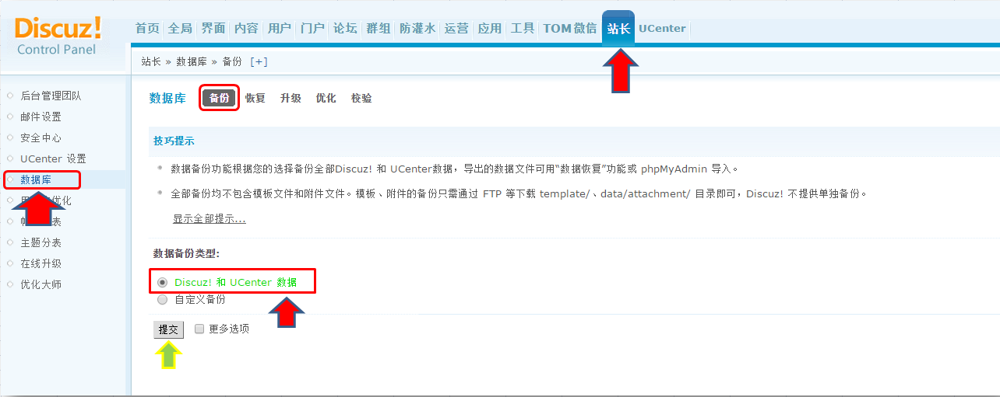 Discuz!
Control Panel
首页 全局 界面 内容 用户 门户 论坛 群组 防灌水 运营 应用 工具 TOM微信 站长 UCenter
站长 » 数据库 » 备份 [+]
后台管理团队
邮件设置
安全中心
UCenter 设置
数据库
优化
表
主题分表
在线升级
优化大师
数据库 备份 恢复 升级 优化 校验
技巧提示
数据备份功能根据您的选择备份全部Discuz! 和 UCenter数据，导出的数据文件可用“数据恢复”功能或 phpMyAdmin 导入。
全部备份均不包含模板文件和附件文件。模板、附件的备份只需通过 FTP 等下载 template/、data/attachment/ 目录即可，Discuz! 不提供单独备份。
显示全部提示...
数据备份类型:
Discuz! 和 UCenter 数据
自定义备份
提交 更多选项